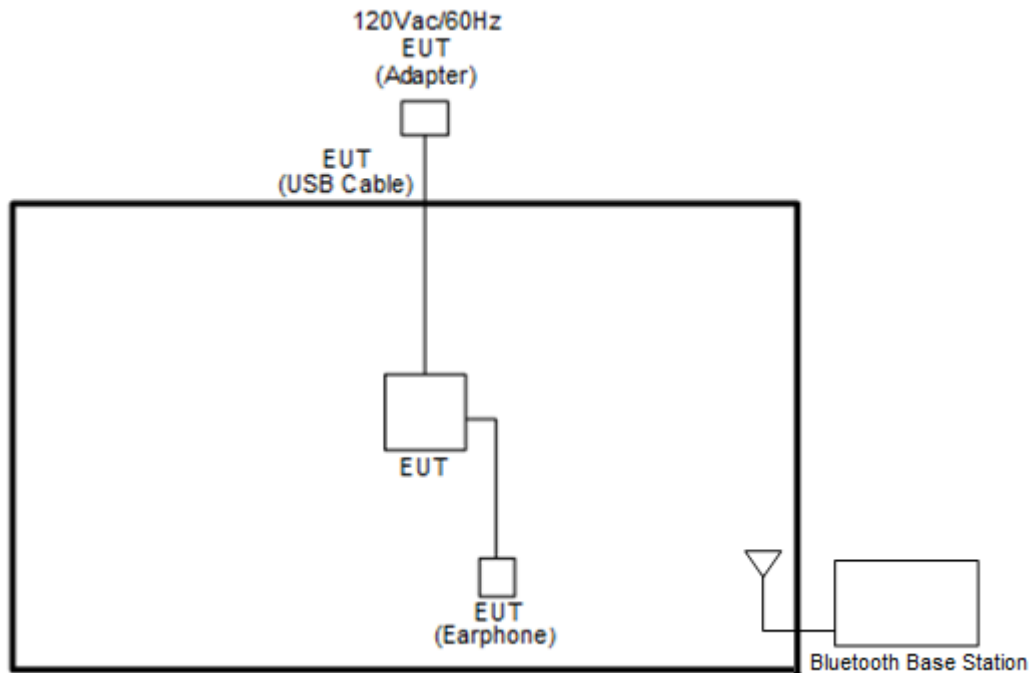 120Vac/60Hz
EUT
(Adapter)
EUT
(USB Cable)
EUT
EUT
(Earphone)
Bluetooth Base Station